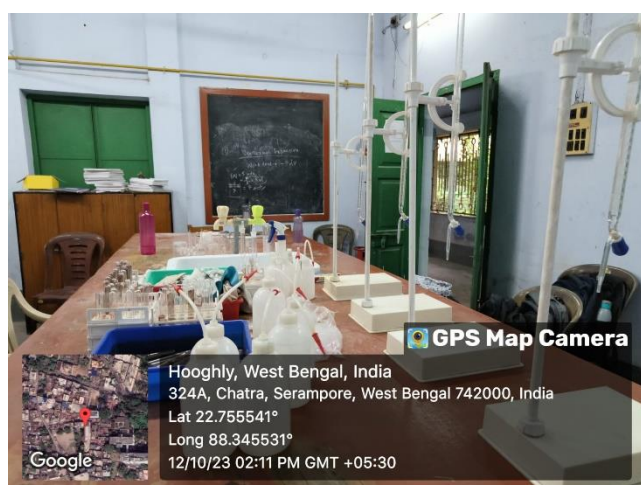 GPS Map Camera
Hooghly, West Bengal, India
324A, Chatra, Serampore, West Bengal 742000, India
Lat 22.755541°
Long 88.345531°
12/10/23 02:11 PM GMT +05:30
Google